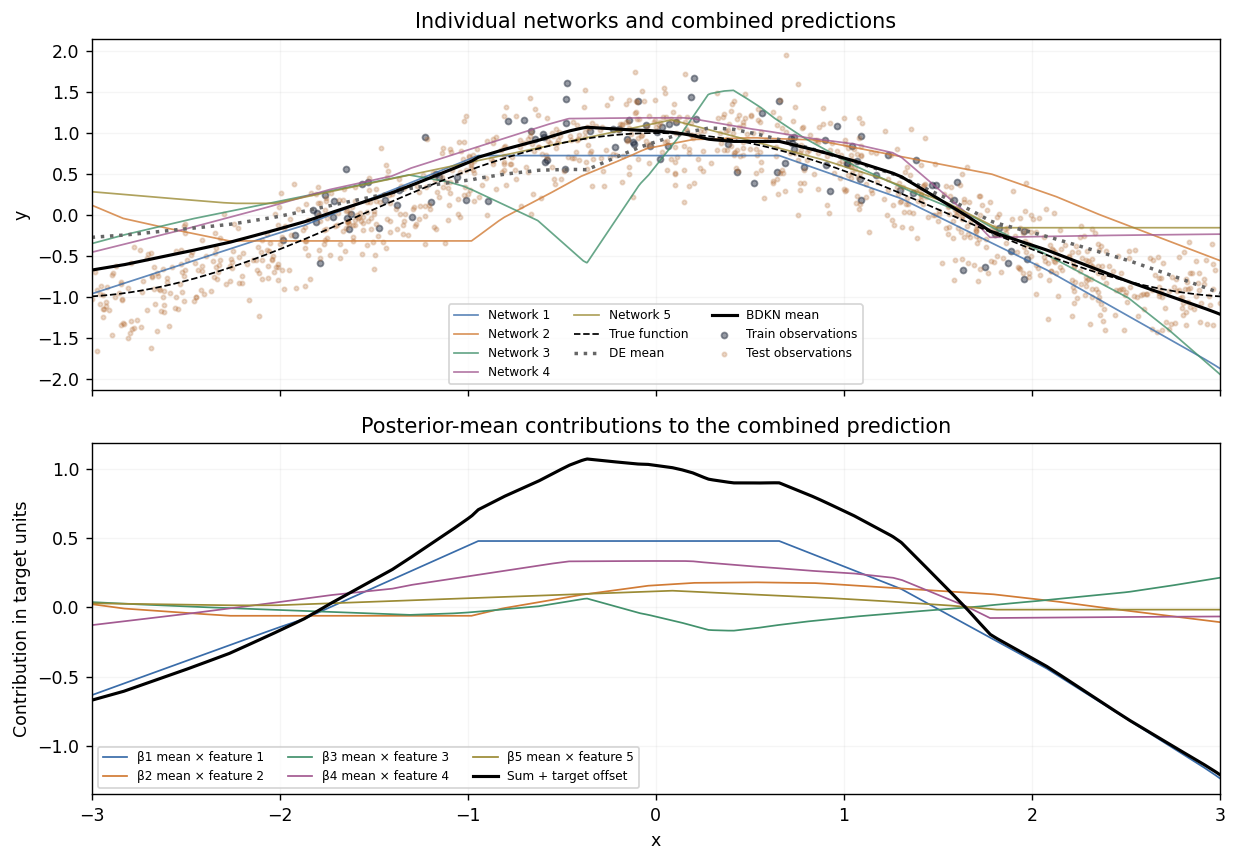 Individual networks and combined predictions
y
2.0
1.5
1.0
0.5
0.0
−0.5
−1.0
−1.5
−2.0
Network 1
Network 2
Network 3
Network 4
Network 5
True function
DE mean
BDKN mean
Train observations
Test observations
Posterior-mean contributions to the combined prediction
Contribution in target units
1.0
0.5
0.0
−0.5
−1.0
β1 mean × feature 1
β2 mean × feature 2
β3 mean × feature 3
β4 mean × feature 4
β5 mean × feature 5
Sum + target offset
−3
−2
−1
0
1
2
3
x